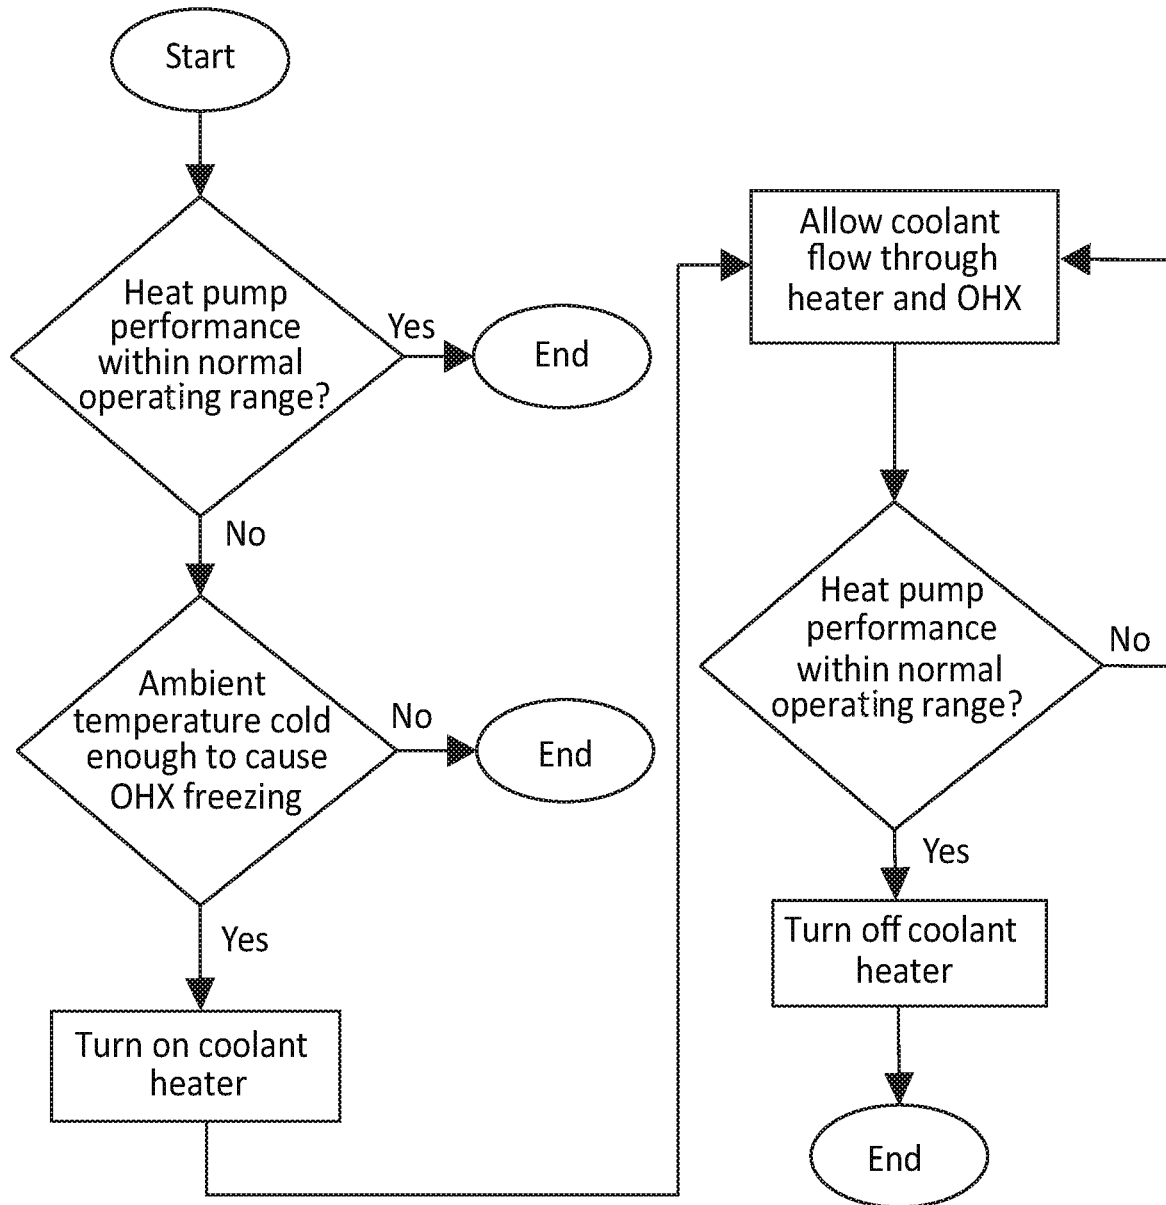 Start
Heat pump
performance
within normal
operating range?
Yes
End
No
Ambient
temperature cold
enough to cause
OHX freezing
No
End
Yes
Turn on coolant
heater
Allow coolant
flow through
heater and OHX
Heat pump
performance
within normal
operating range?
No
Yes
Turn off coolant
heater
End